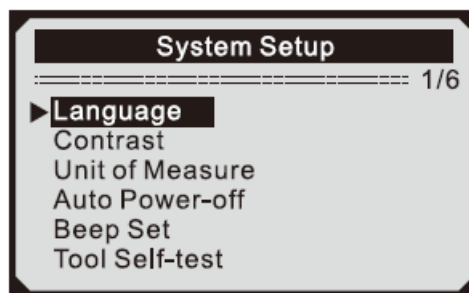 System Setup
1/6
Language
Contrast
Unit of Measure
Auto Power-off
Beep Set
Tool Self-test